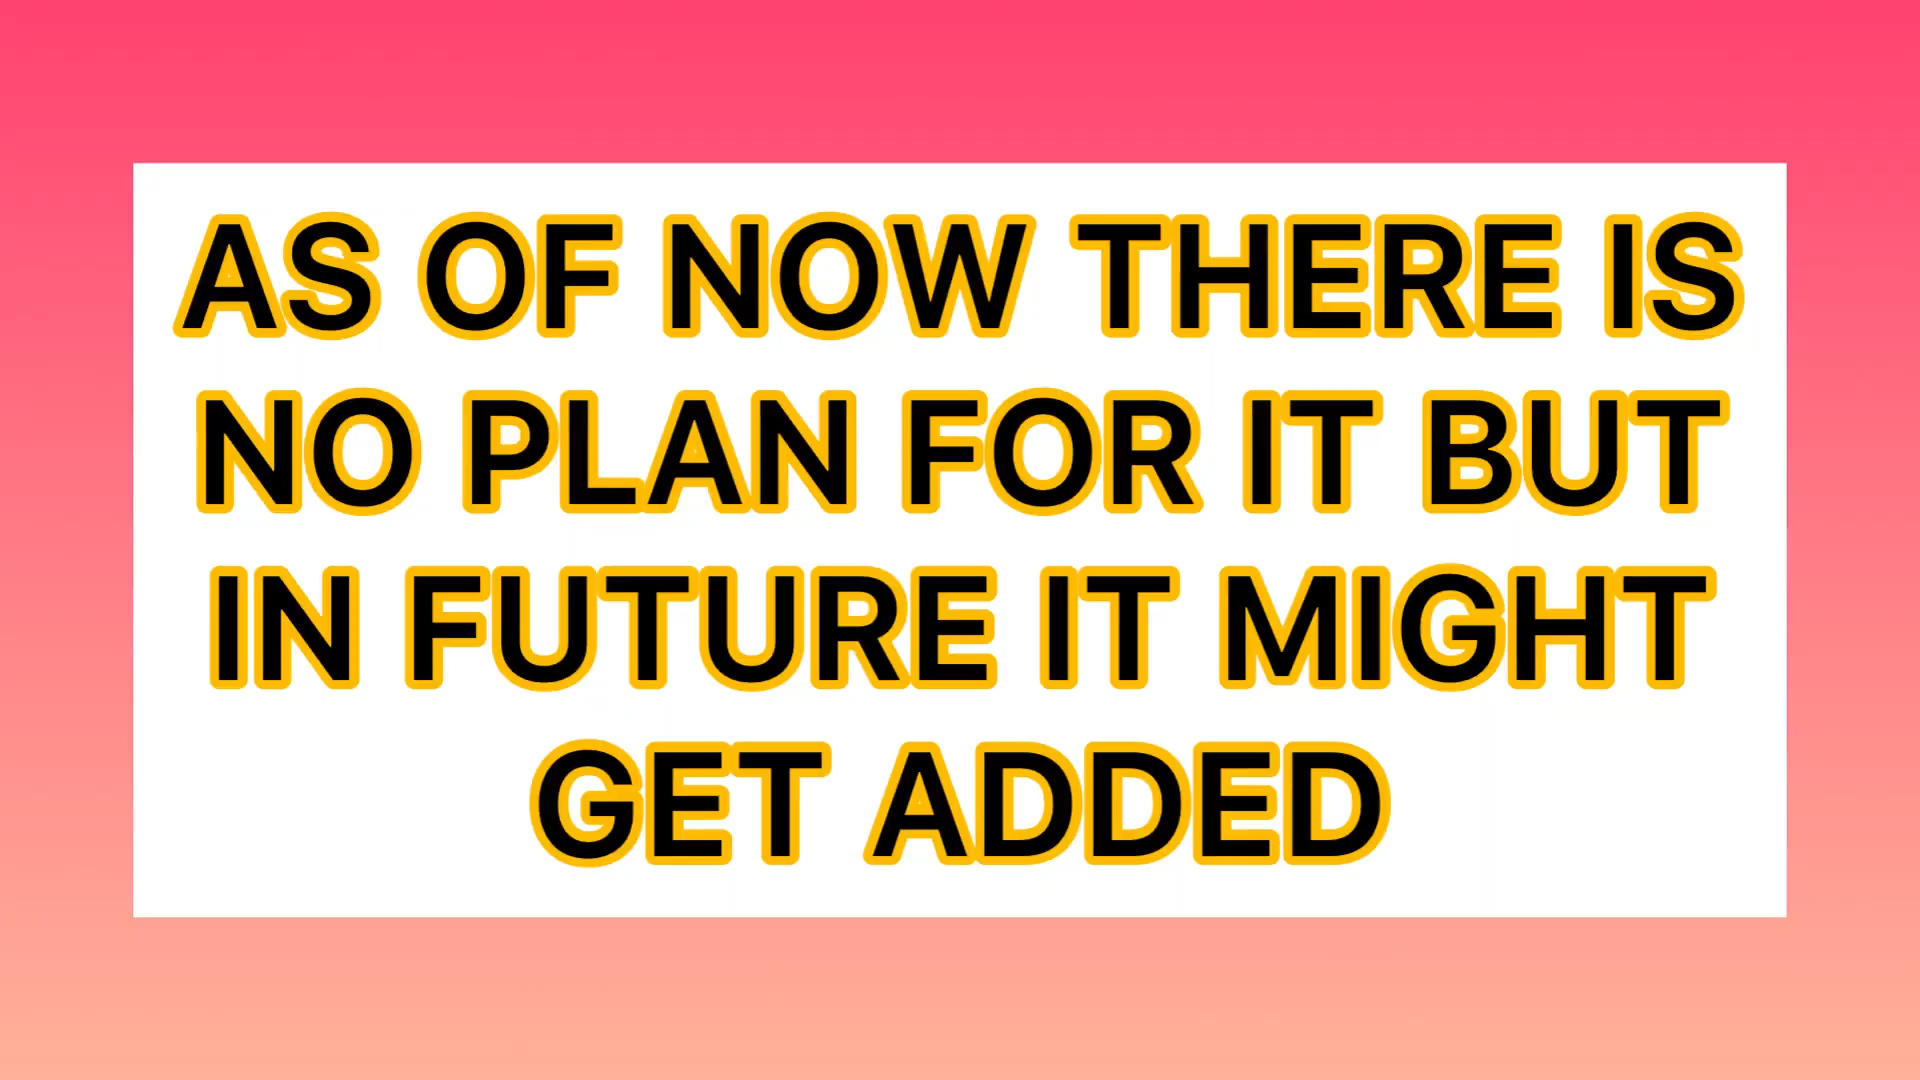 AS OF NOW THERE IS
NO PLAN FOR IT BUT
IN FUTURE IT MIGHT
GET ADDED